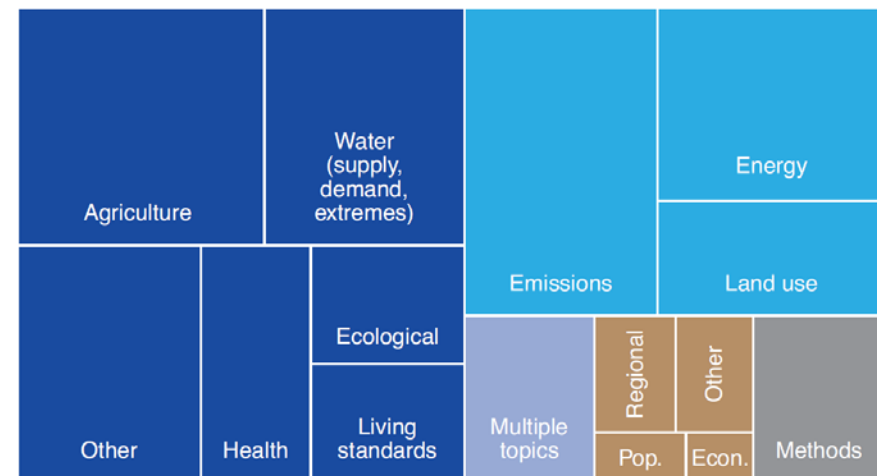 Agriculture
Water
(supply,
demand,
extremes)
Other
Health
Ecological
Living
standards
Emissions
Energy
Land use
Multiple
topics
Regional
Other
Pop.
Econ.
Methods